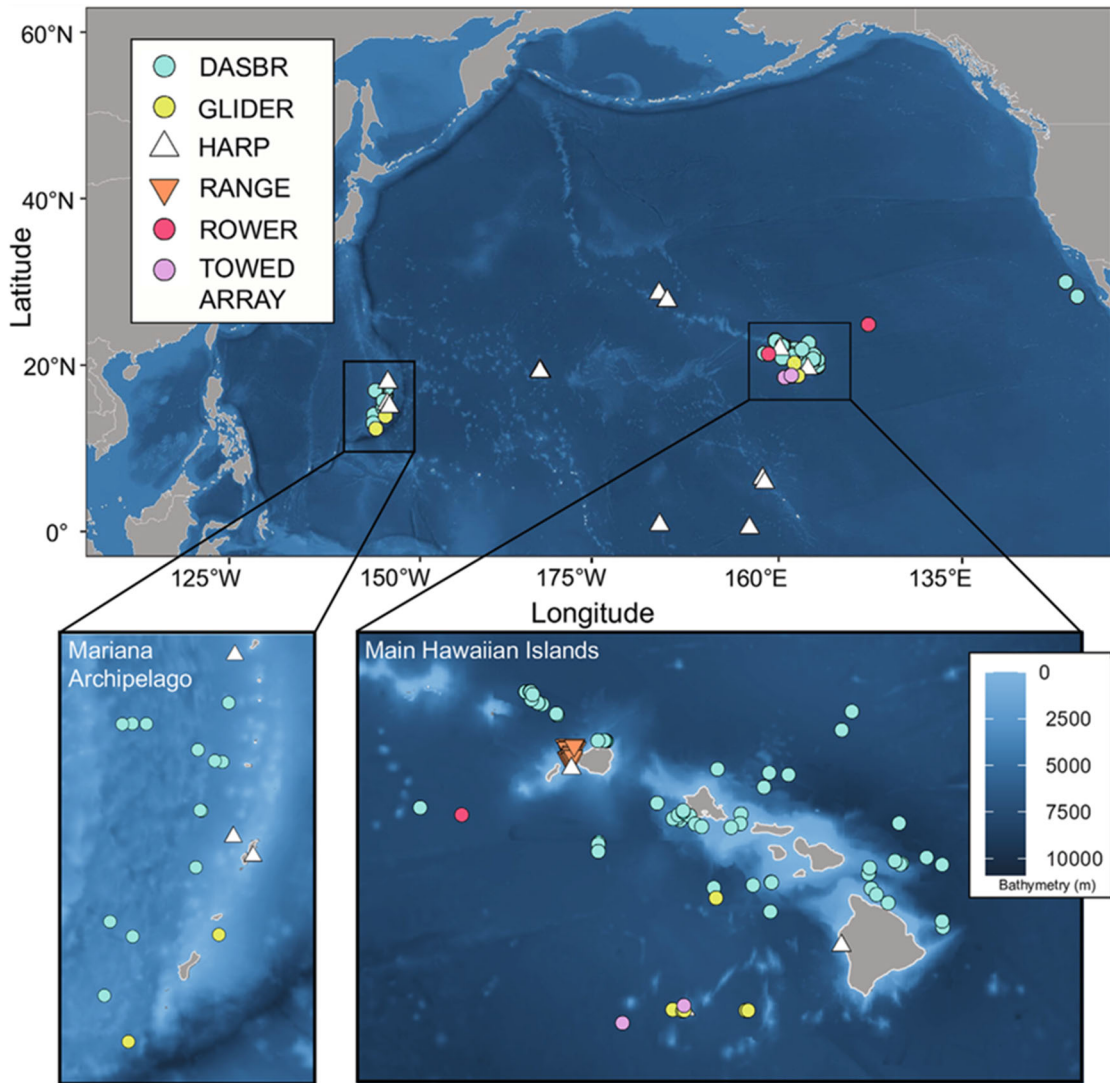 60°N
40°N
20°N
0°
Latitude
DASBR
GLIDER
HARP
RANGE
ROWER
TOWED
ARRAY
125°W
150°W
175°W
160°E
135°E
Longitude
Mariana
Archipelago
Main Hawaiian Islands
0
2500
5000
7500
10000
Bathymetry (m)